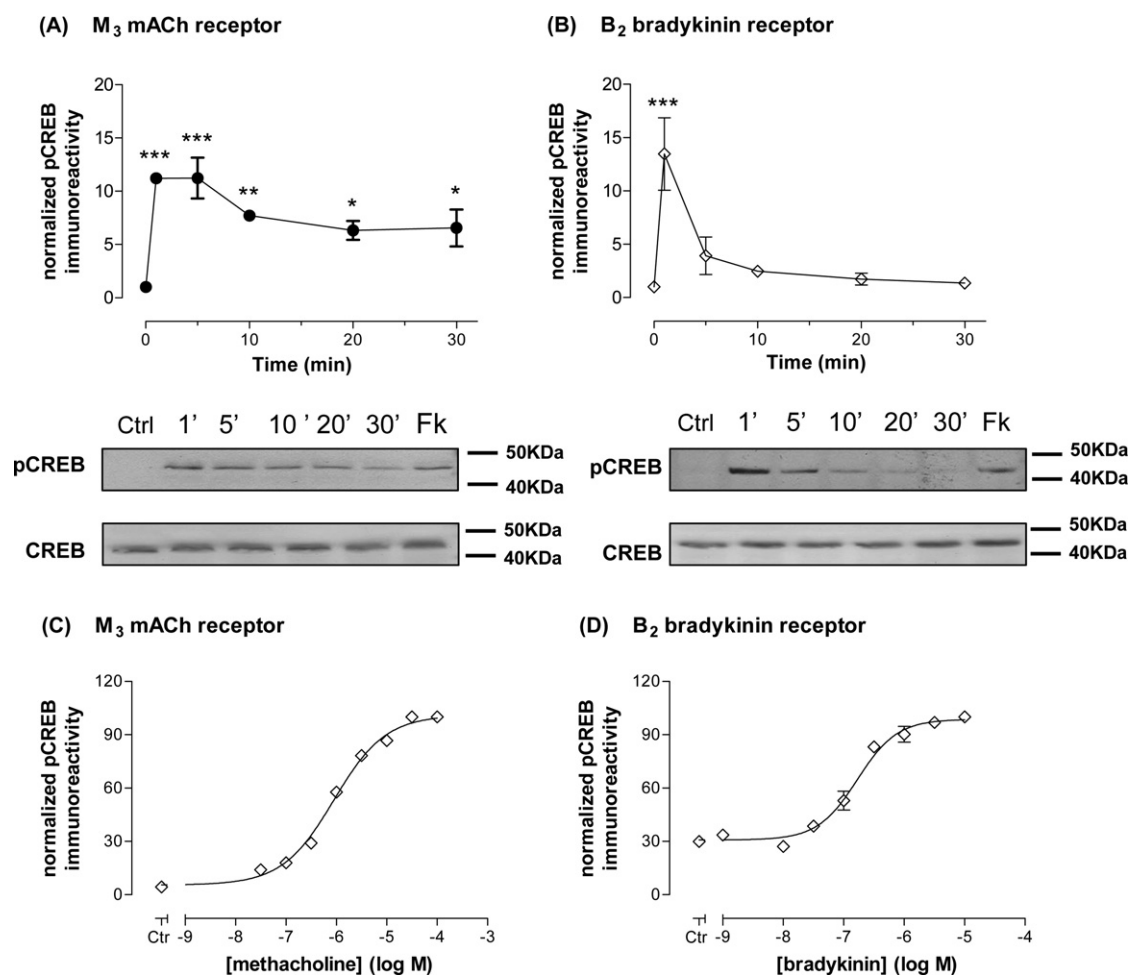 (A) M₃ mACh receptor
normalized pCREB
immunoreactivity
20
15
10
5
0
***
***
**
*
*
0 10 20 30
Time (min)
Ctrl 1' 5' 10 ' 20' 30' Fk
pCREB
50KDa
40KDa
CREB
50KDa
40KDa
(B) B₂ bradykinin receptor
normalized pCREB
immunoreactivity
20
15
10
5
0
***
0 10 20 30
Time (min)
Ctrl 1' 5' 10' 20' 30' Fk
pCREB
50KDa
40KDa
CREB
50KDa
40KDa
(C) M₃ mACh receptor
normalized pCREB
immunoreactivity
120
90
60
30
0
Ctr -9 -8 -7 -6 -5 -4 -3
[methacholine] (log M)
(D) B₂ bradykinin receptor
normalized pCREB
immunoreactivity
120
90
60
30
0
Ctr -9 -8 -7 -6 -5 -4
[bradykinin] (log M)